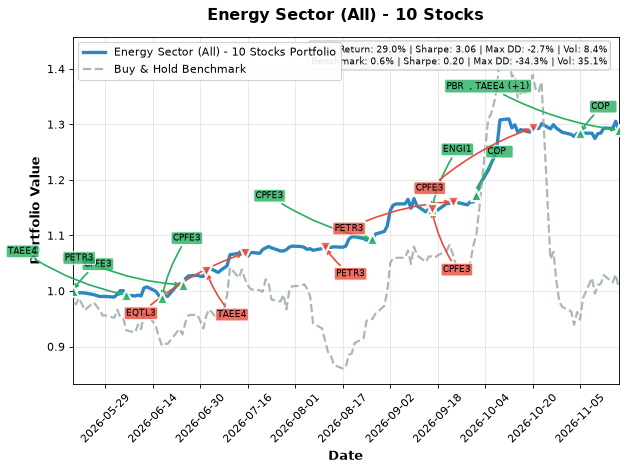 Energy Sector (All) - 10 Stocks
Energy Sector (All) - 10 Stocks Portfolio
Buy & Hold Benchmark
Return: 29.0% | Sharpe: 3.06 | Max DD: -2.7% | Vol: 8.4%
Benchmark: 0.6% | Sharpe: 0.20 | Max DD: -34.3% | Vol: 35.1%
1.4
PBR , TAEE4 (+1)
COP
1.3
ENGI1
COP
1.2
CPFE3
CPFE3
PETR3
1.1
CPFE3
TAEE4
PETR3
CPFE3
PETR3
CPFE3
1.0
EQTL3
TAEE4
0.9
Portfolio Value
2026-05-29
2026-06-14
2026-06-30
2026-07-16
2026-08-01
2026-08-17
2026-09-02
2026-09-18
2026-10-04
2026-10-20
2026-11-05
Date